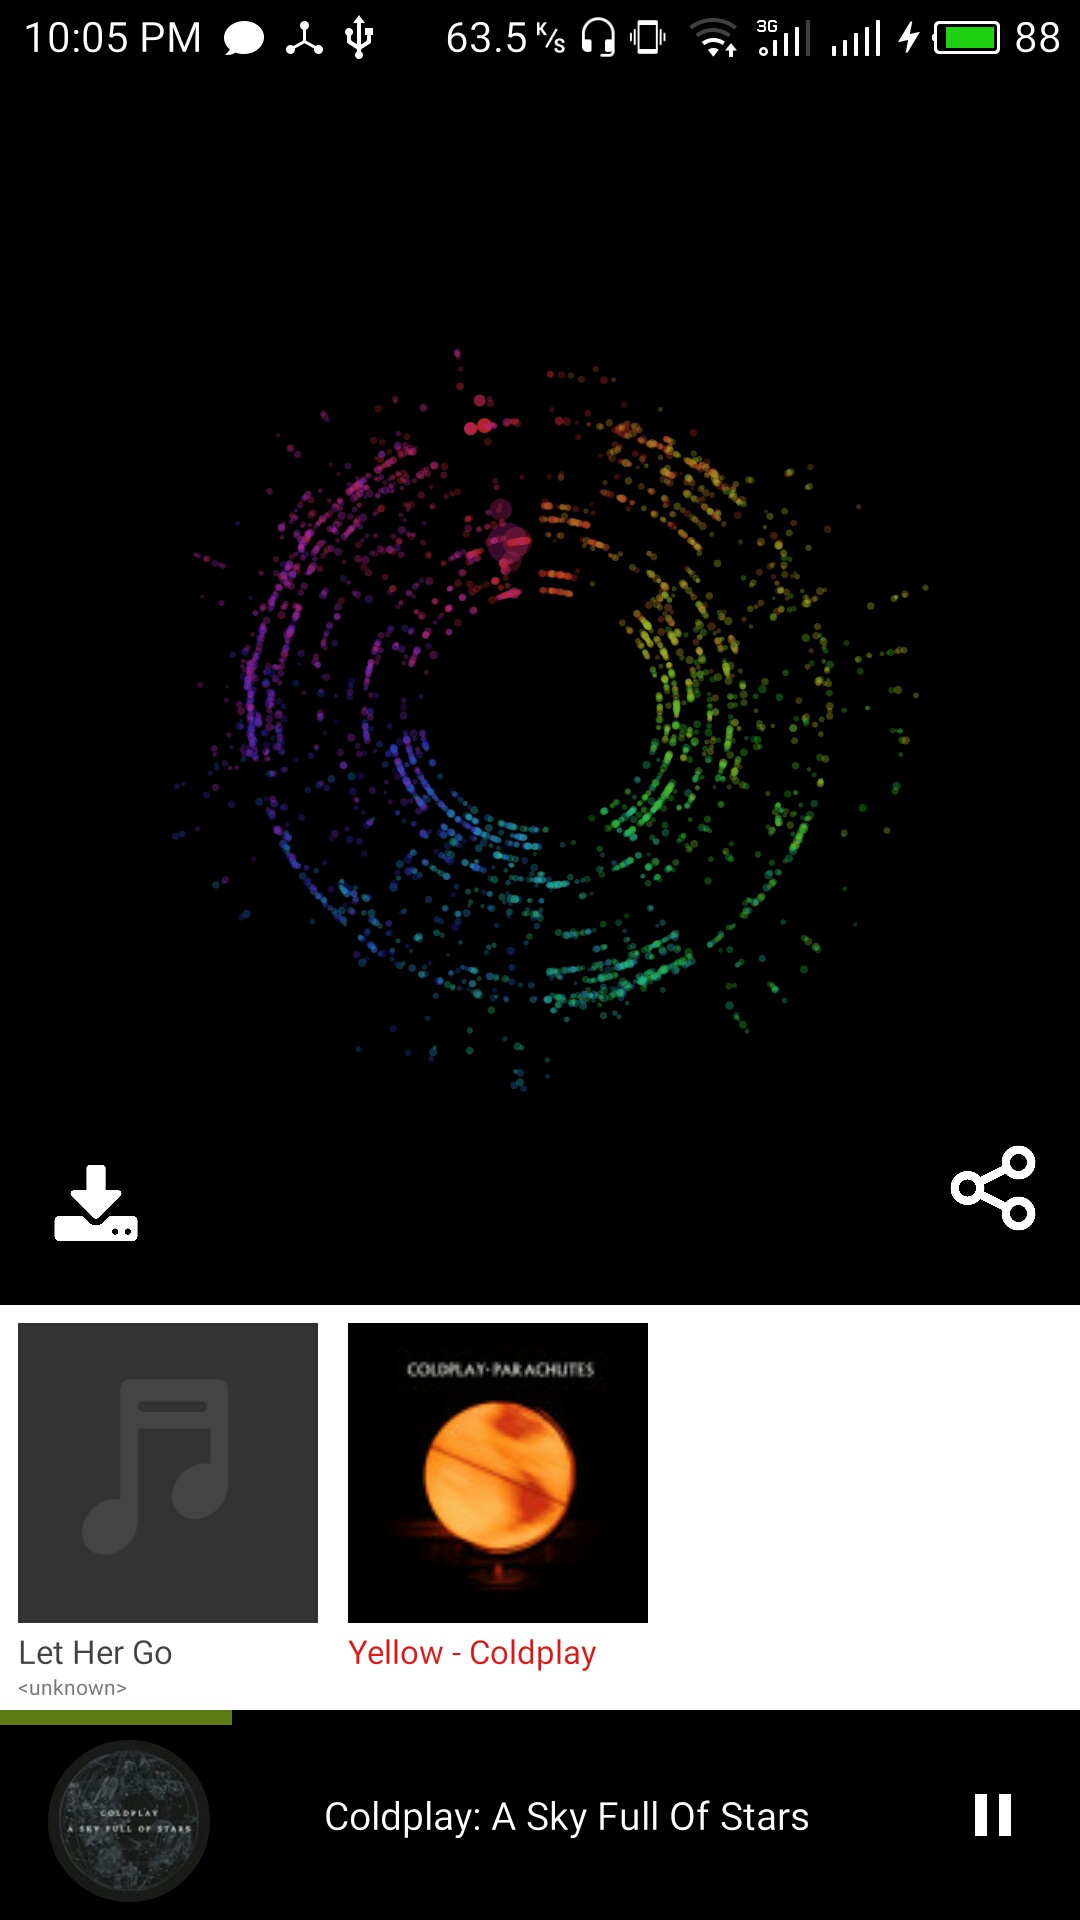 10:05 PM 63.5 K/s 3G 88
COLDPLAY·PARACHUTES
Let Her Go
<unknown>
Yellow - Coldplay
COLDPLAY
A SKY FULL OF STARS
Coldplay: A Sky Full Of Stars